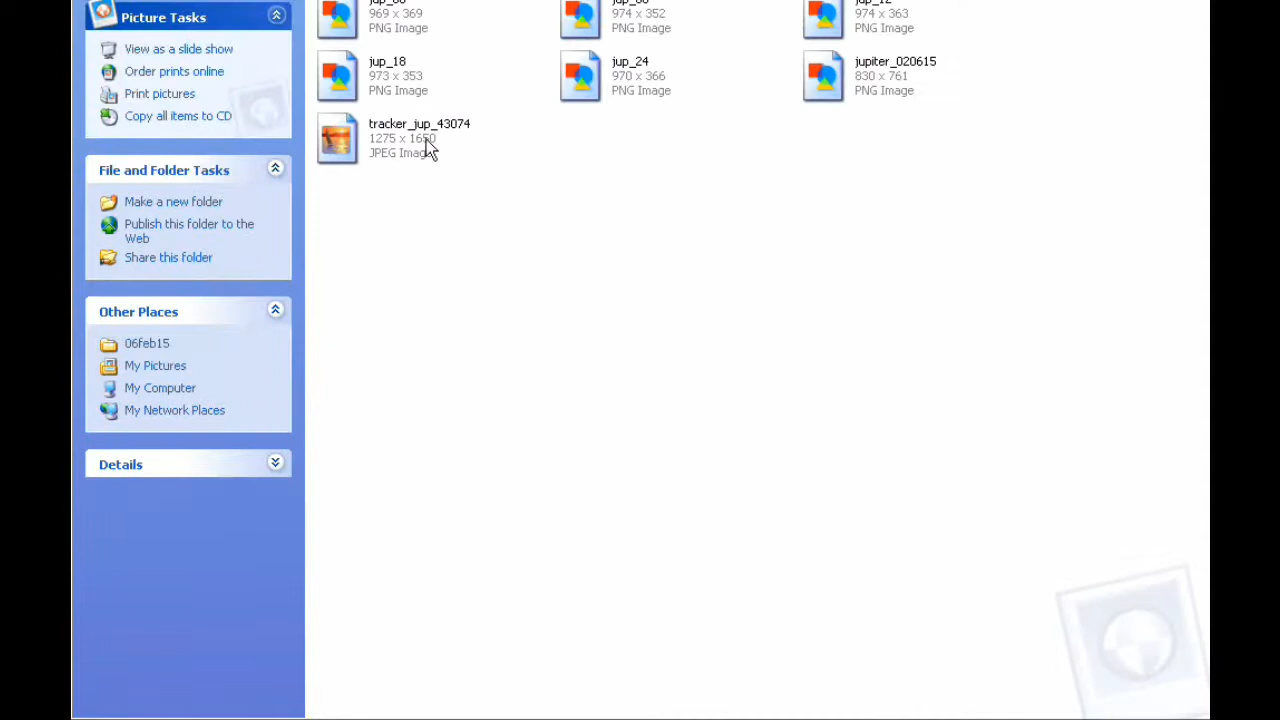 Picture Tasks
View as a slide show
Order prints online
Print pictures
Copy all items to CD
File and Folder Tasks
Make a new folder
Publish this folder to the
Web
Share this folder
Other Places
06feb15
My Pictures
My Computer
My Network Places
Details
969 x 369
PNG Image
974 x 352
PNG Image
jup_12
974 x 363
PNG Image
jup_18
973 x 353
PNG Image
jup_24
970 x 366
PNG Image
jupiter_020615
830 x 761
PNG Image
tracker_jup_43074
1275 x 1650
JPEG Image